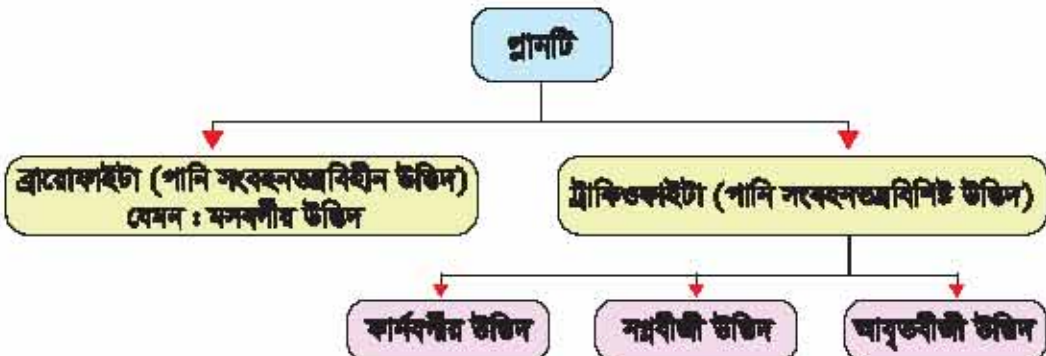 প্লানটি
ব্রায়োফাইটা (পানি সংবহনতন্ত্রবিহীন উদ্ভিদ)
যেমন : মসবর্গীয় উদ্ভিদ
ট্রাকিওফাইটা (পানি সংবহনতন্ত্রবিশিষ্ট উদ্ভিদ)
ফার্নবর্গীয় উদ্ভিদ
নগ্নবীজী উদ্ভিদ
আবৃতবীজী উদ্ভিদ